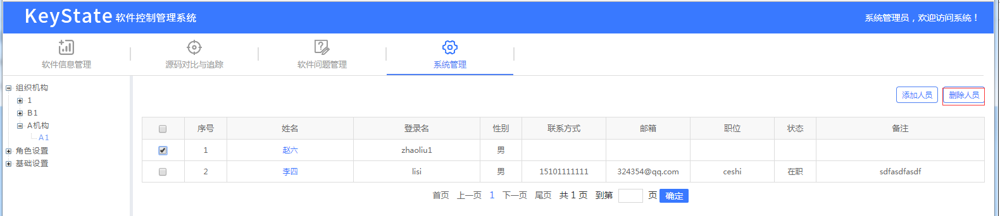 KeyState 软件控制管理系统 系统管理员，欢迎访问系统！
软件信息管理 源码对比与追踪 软件问题管理 系统管理
组织机构
1
B1
A机构
A1
角色设置
基础设置
添加人员 删除人员
序号 姓名 登录名 性别 联系方式 邮箱 职位 状态 备注
1 赵六 zhaoliu1 男
2 李四 lisi 男 15101111111 324354@qq.com ceshi 在职 sdfasdfasdf
首页 上一页 1 下一页 尾页 共 1 页 到第 页 确定